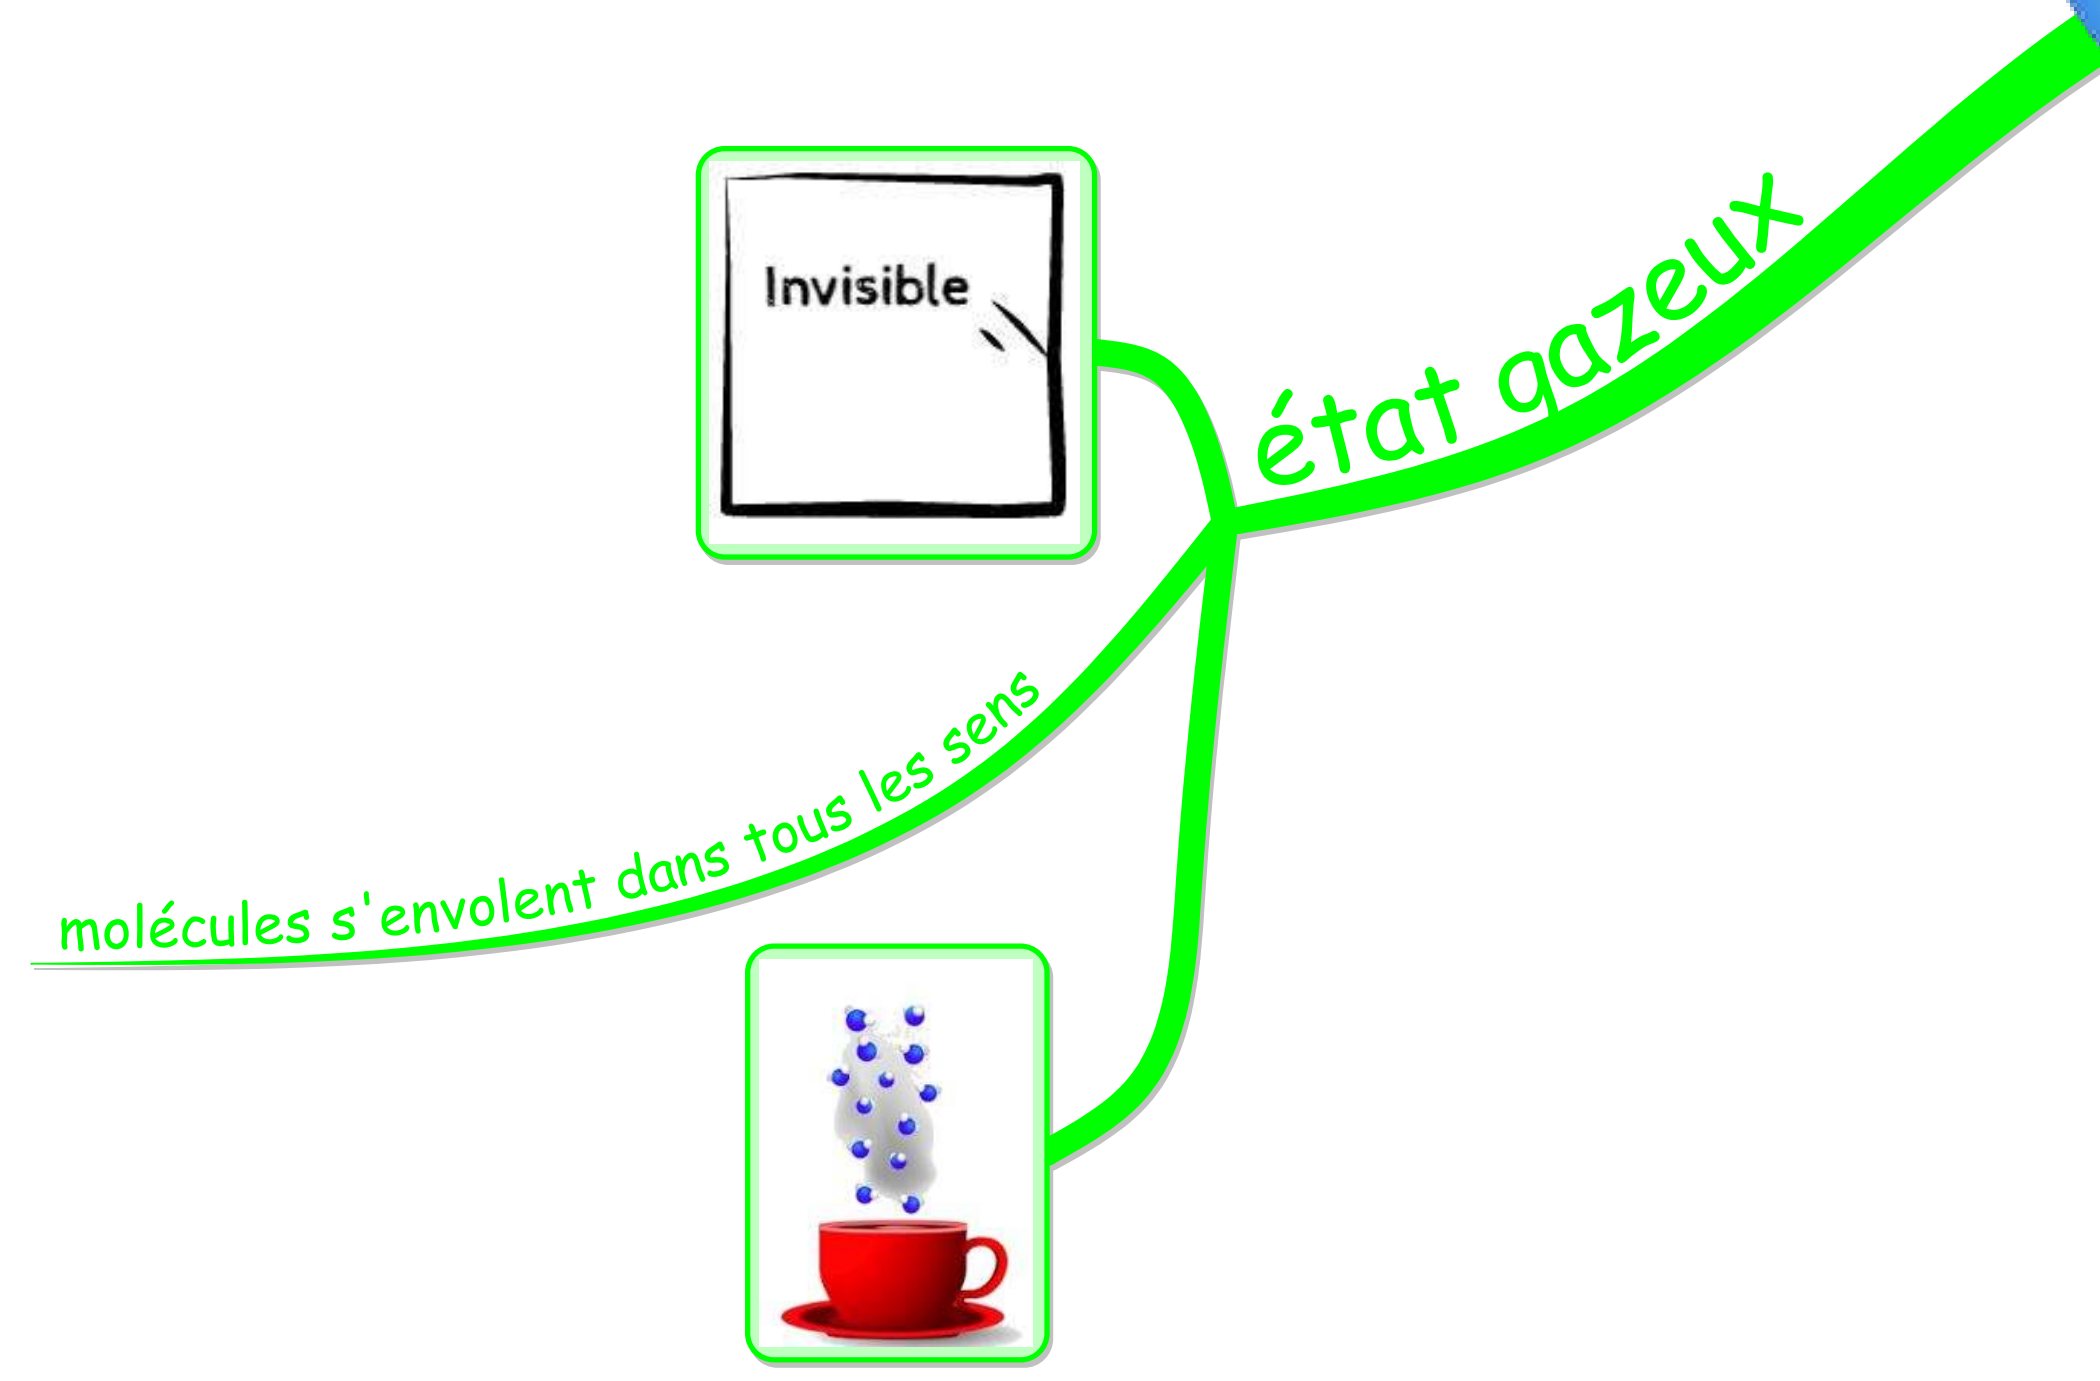 Invisible
état gazeux
molécules s'envolent dans tous les sens